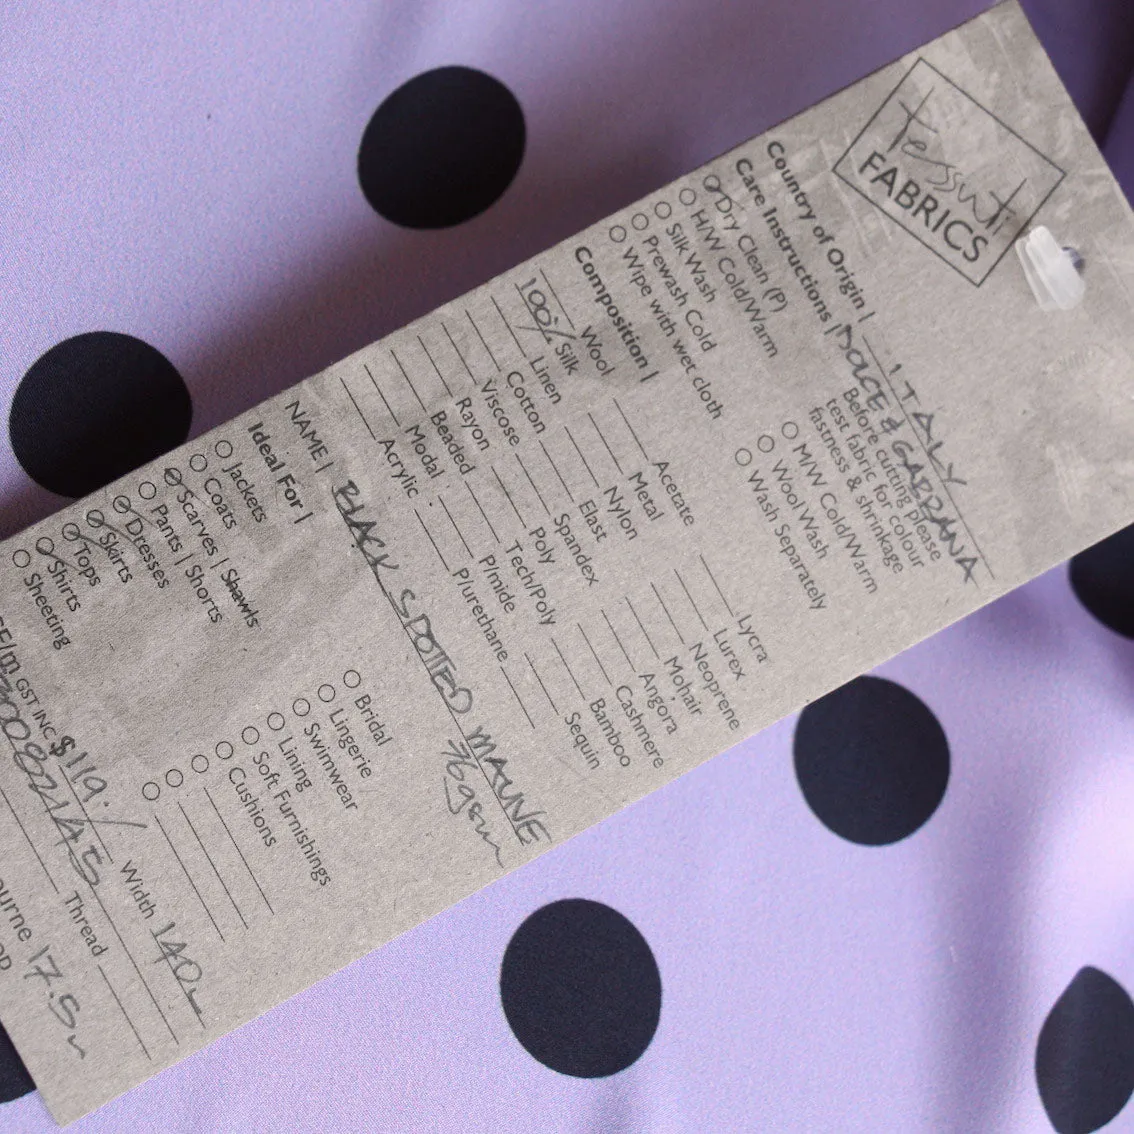 tessuti
FABRICS
Country of Origin | ITALY
Care Instructions | DOLCE & GABBANA
Dry Clean (P)
H/W Cold/Warm
Silk Wash
Prewash Cold
Wipe with wet cloth
Before cutting please
test fabric for colour
fastness & shrinkage
M/W Cold/Warm
Wool Wash
Wash Separately
Composition |
Wool
100% Silk
Linen
Cotton
Viscose
Rayon
Beaded
Modal
Acrylic
Acetate
Metal
Nylon
Elast
Spandex
Poly
Tech/Poly
P/mide
P/urethane
Lycra
Lurex
Neoprene
Mohair
Angora
Cashmere
Bamboo
Sequin
NAME | BLACK SPOTTED MAUVE
76gsm
Ideal For |
Jackets
Coats
Scarves | Shawls
Pants | Shorts
Dresses
Skirts
Tops
Shirts
Sheeting
Bridal
Lingerie
Swimwear
Lining
Soft Furnishings
Cushions
/m GST INC $119. Width 140
Thread
17.5